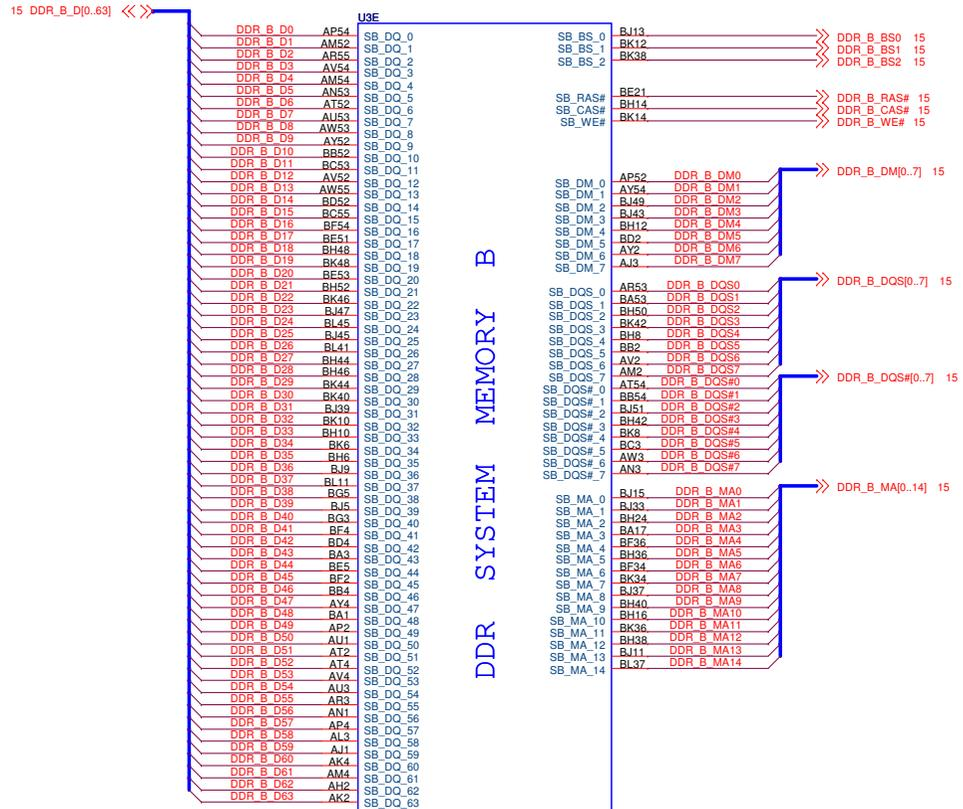 15 DDR_B_D[0..63]
U3E
DDR_B_D0 AP54 SB_DQ_0
DDR_B_D1 AM52 SB_DQ_1
DDR_B_D2 AR55 SB_DQ_2
DDR_B_D3 AV54 SB_DQ_3
DDR_B_D4 AM54 SB_DQ_4
DDR_B_D5 AN53 SB_DQ_5
DDR_B_D6 AT52 SB_DQ_6
DDR_B_D7 AU53 SB_DQ_7
DDR_B_D8 AW53 SB_DQ_8
DDR_B_D9 AY52 SB_DQ_9
DDR_B_D10 BB52 SB_DQ_10
DDR_B_D11 BC53 SB_DQ_11
DDR_B_D12 AV52 SB_DQ_12
DDR_B_D13 AW55 SB_DQ_13
DDR_B_D14 BD52 SB_DQ_14
DDR_B_D15 BC55 SB_DQ_15
DDR_B_D16 BF54 SB_DQ_16
DDR_B_D17 BE51 SB_DQ_17
DDR_B_D18 BH48 SB_DQ_18
DDR_B_D19 BK48 SB_DQ_19
DDR_B_D20 BE53 SB_DQ_20
DDR_B_D21 BH52 SB_DQ_21
DDR_B_D22 BK46 SB_DQ_22
DDR_B_D23 BJ47 SB_DQ_23
DDR_B_D24 BL45 SB_DQ_24
DDR_B_D25 BJ45 SB_DQ_25
DDR_B_D26 BL41 SB_DQ_26
DDR_B_D27 BH44 SB_DQ_27
DDR_B_D28 BH46 SB_DQ_28
DDR_B_D29 BK44 SB_DQ_29
DDR_B_D30 BK40 SB_DQ_30
DDR_B_D31 BJ39 SB_DQ_31
DDR_B_D32 BK10 SB_DQ_32
DDR_B_D33 BH10 SB_DQ_33
DDR_B_D34 BK6 SB_DQ_34
DDR_B_D35 BH6 SB_DQ_35
DDR_B_D36 BJ9 SB_DQ_36
DDR_B_D37 BL11 SB_DQ_37
DDR_B_D38 BG5 SB_DQ_38
DDR_B_D39 BJ5 SB_DQ_39
DDR_B_D40 BG3 SB_DQ_40
DDR_B_D41 BF4 SB_DQ_41
DDR_B_D42 BD4 SB_DQ_42
DDR_B_D43 BA3 SB_DQ_43
DDR_B_D44 BE5 SB_DQ_44
DDR_B_D45 BF2 SB_DQ_45
DDR_B_D46 BB4 SB_DQ_46
DDR_B_D47 AY4 SB_DQ_47
DDR_B_D48 BA1 SB_DQ_48
DDR_B_D49 AP2 SB_DQ_49
DDR_B_D50 AU1 SB_DQ_50
DDR_B_D51 AT2 SB_DQ_51
DDR_B_D52 AT4 SB_DQ_52
DDR_B_D53 AV4 SB_DQ_53
DDR_B_D54 AU3 SB_DQ_54
DDR_B_D55 AR3 SB_DQ_55
DDR_B_D56 AN1 SB_DQ_56
DDR_B_D57 AP4 SB_DQ_57
DDR_B_D58 AL3 SB_DQ_58
DDR_B_D59 AJ1 SB_DQ_59
DDR_B_D60 AK4 SB_DQ_60
DDR_B_D61 AM4 SB_DQ_61
DDR_B_D62 AH2 SB_DQ_62
DDR_B_D63 AK2 SB_DQ_63
DDR SYSTEM MEMORY B
SB_BS_0 BJ13 DDR_B_BS0 15
SB_BS_1 BK12 DDR_B_BS1 15
SB_BS_2 BK38 DDR_B_BS2 15
SB_RAS# BE21 DDR_B_RAS# 15
SB_CAS# BH14 DDR_B_CAS# 15
SB_WE# BK14 DDR_B_WE# 15
DDR_B_DM[0..7] 15
SB_DM_0 AP52 DDR_B_DM0
SB_DM_1 AY54 DDR_B_DM1
SB_DM_2 BJ49 DDR_B_DM2
SB_DM_3 BJ43 DDR_B_DM3
SB_DM_4 BH12 DDR_B_DM4
SB_DM_5 BD2 DDR_B_DM5
SB_DM_6 AY2 DDR_B_DM6
SB_DM_7 AJ3 DDR_B_DM7
DDR_B_DQS[0..7] 15
SB_DQS_0 AR53 DDR_B_DQS0
SB_DQS_1 BA53 DDR_B_DQS1
SB_DQS_2 BH50 DDR_B_DQS2
SB_DQS_3 BK42 DDR_B_DQS3
SB_DQS_4 BH8 DDR_B_DQS4
SB_DQS_5 BB2 DDR_B_DQS5
SB_DQS_6 AV2 DDR_B_DQS6
SB_DQS_7 AM2 DDR_B_DQS7
DDR_B_DQS#[0..7] 15
SB_DQS#_0 AT54 DDR_B_DQS#0
SB_DQS#_1 BB54 DDR_B_DQS#1
SB_DQS#_2 BJ51 DDR_B_DQS#2
SB_DQS#_3 BH42 DDR_B_DQS#3
SB_DQS#_4 BK8 DDR_B_DQS#4
SB_DQS#_5 BC3 DDR_B_DQS#5
SB_DQS#_6 AW3 DDR_B_DQS#6
SB_DQS#_7 AN3 DDR_B_DQS#7
DDR_B_MA[0..14] 15
SB_MA_0 BJ15 DDR_B_MA0
SB_MA_1 BJ33 DDR_B_MA1
SB_MA_2 BH24 DDR_B_MA2
SB_MA_3 BA17 DDR_B_MA3
SB_MA_4 BF36 DDR_B_MA4
SB_MA_5 BH36 DDR_B_MA5
SB_MA_6 BF34 DDR_B_MA6
SB_MA_7 BK34 DDR_B_MA7
SB_MA_8 BJ37 DDR_B_MA8
SB_MA_9 BH40 DDR_B_MA9
SB_MA_10 BH16 DDR_B_MA10
SB_MA_11 BK36 DDR_B_MA11
SB_MA_12 BH38 DDR_B_MA12
SB_MA_13 BJ11 DDR_B_MA13
SB_MA_14 BL37 DDR_B_MA14